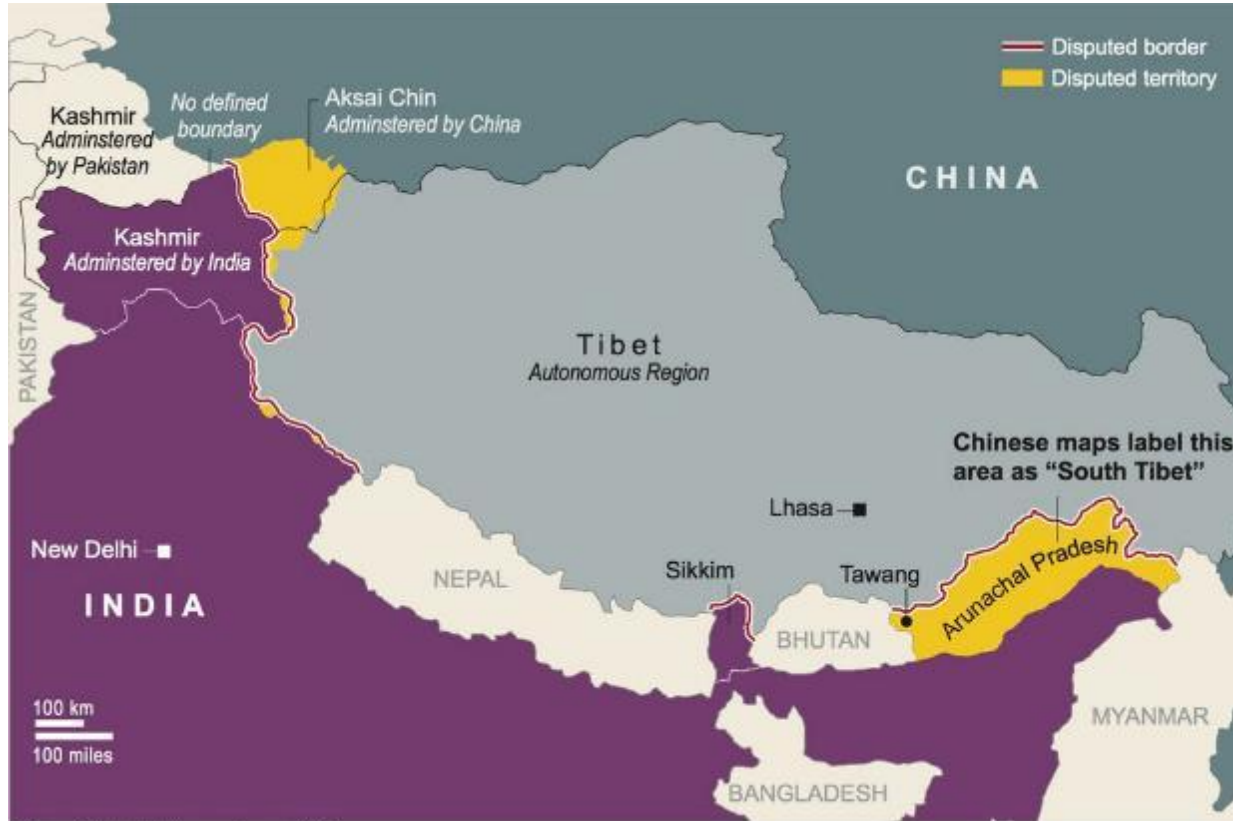 Disputed border
Disputed territory
Kashmir
Adminstered
by Pakistan
No defined
boundary
Aksai Chin
Adminstered by China
CHINA
Kashmir
Adminstered by India
PAKISTAN
Tibet
Autonomous Region
Chinese maps label this
area as “South Tibet”
Lhasa
New Delhi
INDIA
NEPAL
Sikkim
Tawang
Arunachal Pradesh
BHUTAN
100 km
100 miles
MYANMAR
BANGLADESH